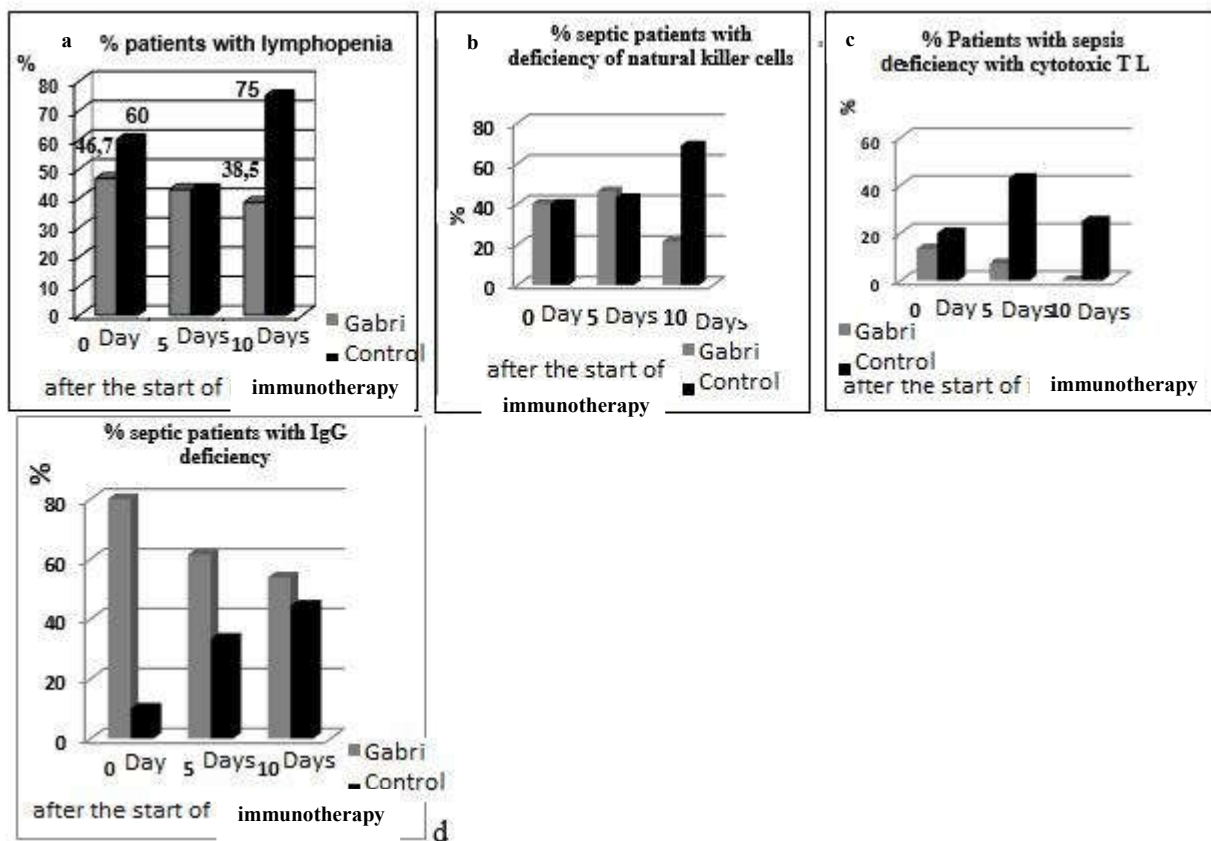 a
% patients with lymphopenia
%
80
70
60
50
40
30
20
10
0
46,7
60
38,5
75
0 Day 5 Days 10 Days
Gabri
Control
after the start of immunotherapy
b
% septic patients with
deficiency of natural killer cells
%
80
60
40
20
0
0 Day 5 Days 10 Days
Gabri
Control
after the start of
immunotherapy
c
% Patients with sepsis
deficiency with cytotoxic T L
%
60
40
20
0
0 Day 5 Days 10 Days
Gabri
Control
after the start of immunotherapy
% septic patients with IgG
deficiency
%
80
60
40
20
0
0 Day 5 Days 10 Days
Gabri
Control
after the start of immunotherapy
d